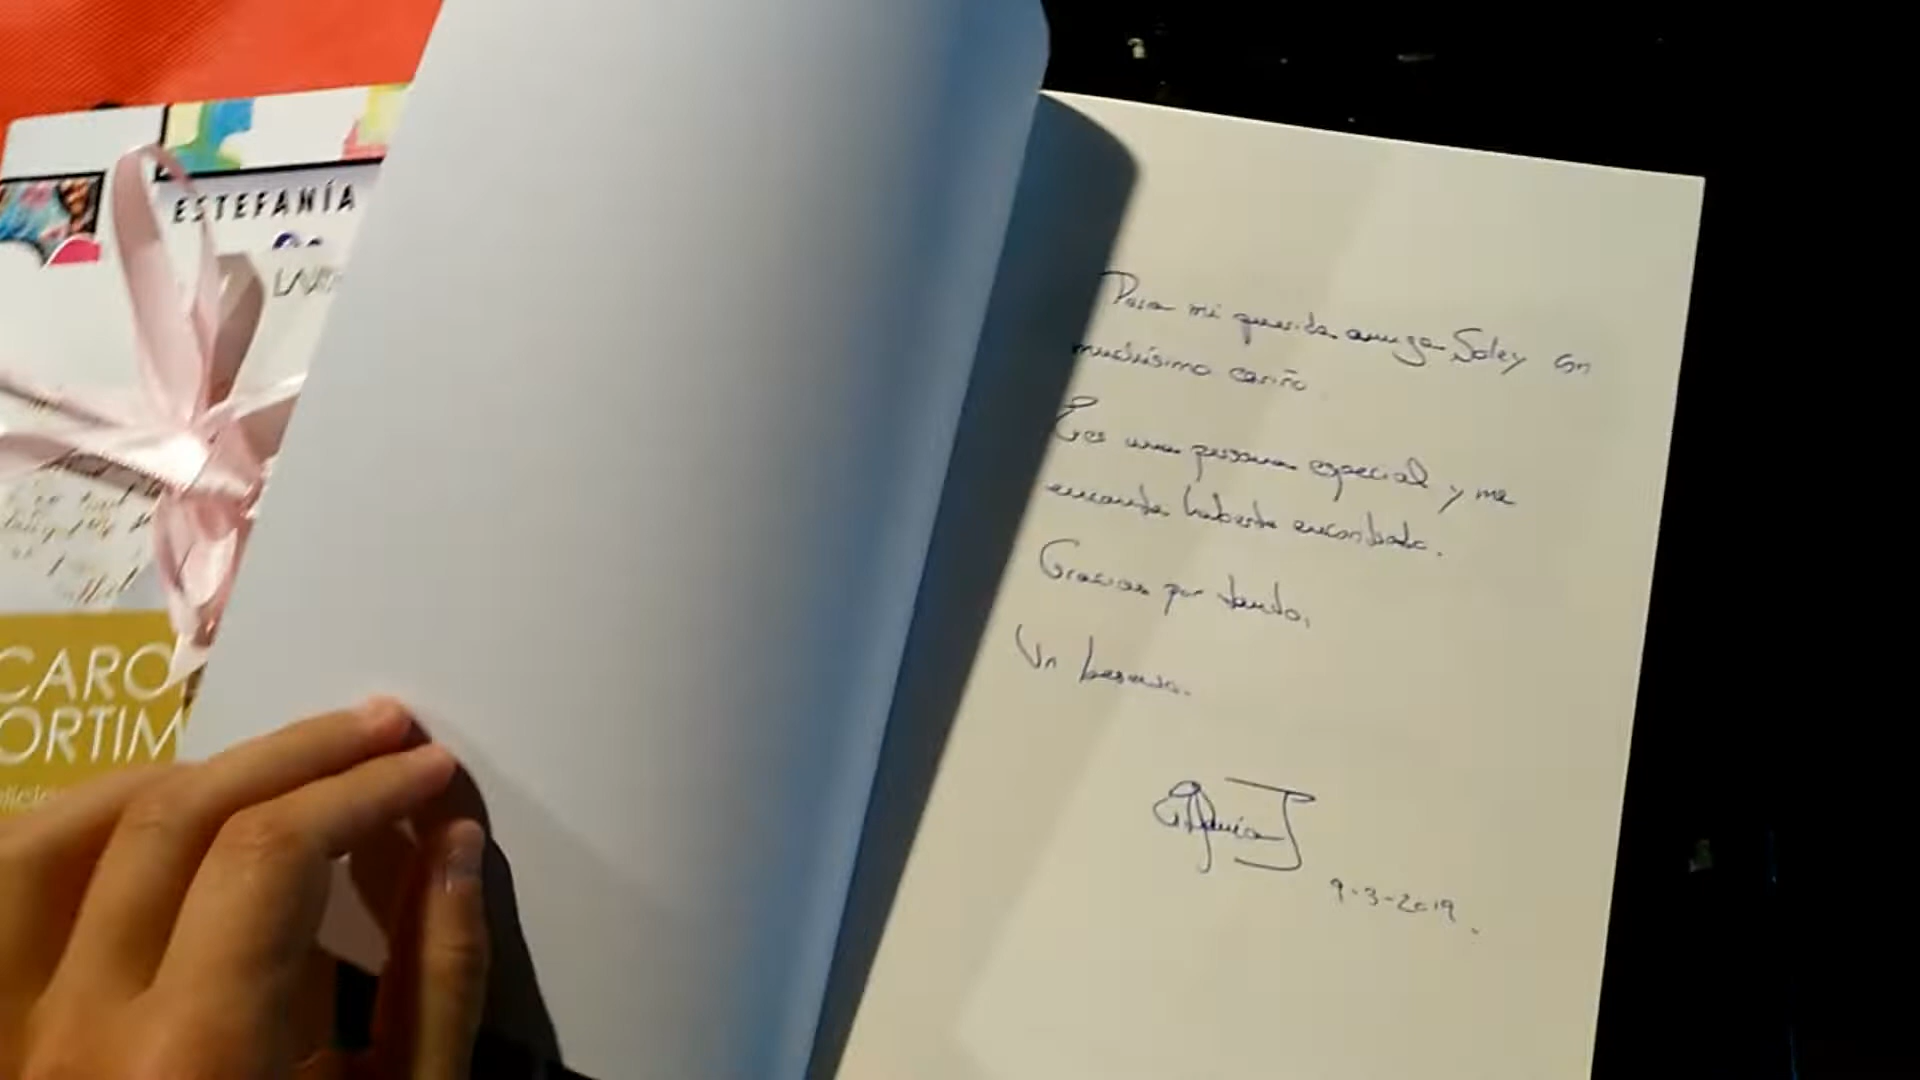 ESTEFANÍA
CARO
ORTIM
Para mi querida amiga Soley con
muchísimo cariño
Eres una persona especial y me
encanta haberte encontrado.
Gracias por tanto.
Un besazo.
9-3-2019.